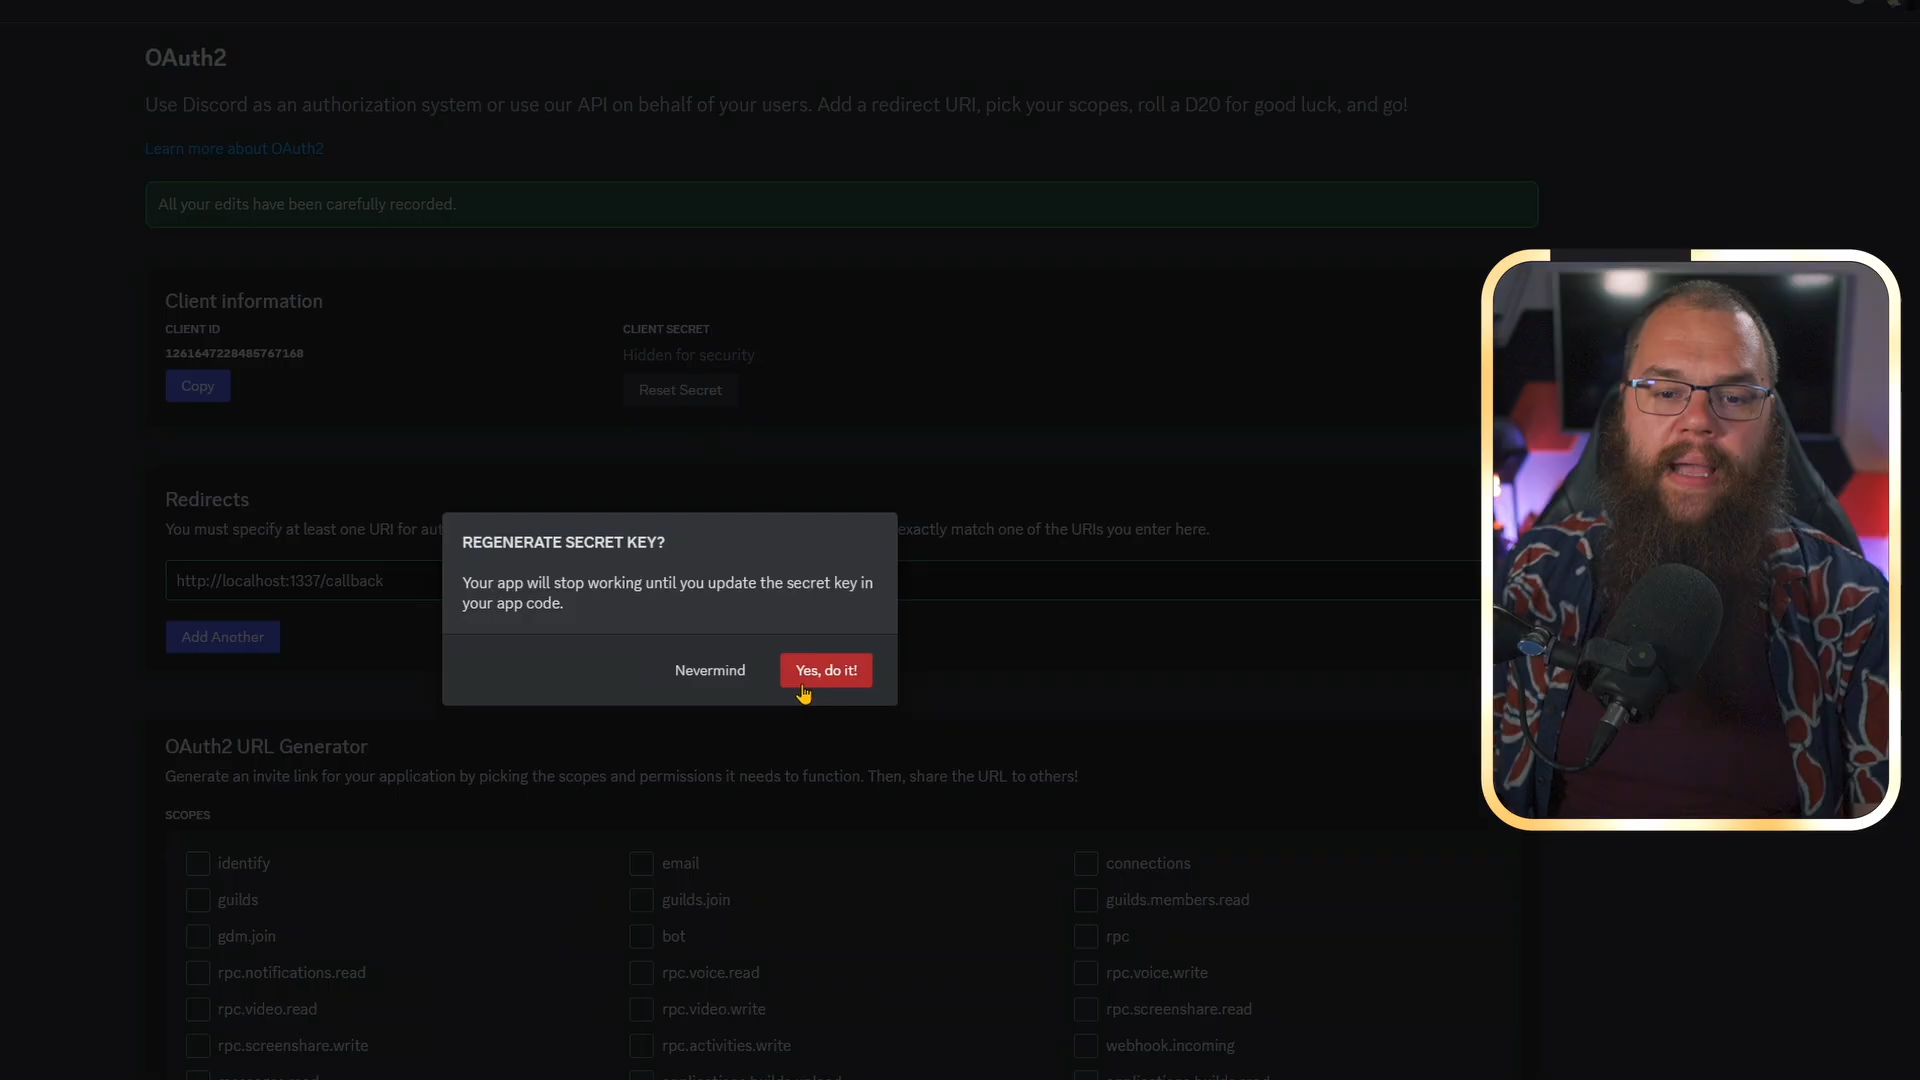 OAuth2
Use Discord as an authorization system or use our API on behalf of your users. Add a redirect URI, pick your scopes, roll a D20 for good luck, and go!
Learn more about OAuth2
All your edits have been carefully recorded.
Client information
CLIENT ID
1261647228485767168
Copy
CLIENT SECRET
Hidden for security
Reset Secret
Redirects
You must specify at least one URI for aut
exactly match one of the URIs you enter here.
http://localhost:1337/callback
Add Another
REGENERATE SECRET KEY?
Your app will stop working until you update the secret key in
your app code.
Nevermind
Yes, do it!
OAuth2 URL Generator
Generate an invite link for your application by picking the scopes and permissions it needs to function. Then, share the URL to others!
SCOPES
identify
email
connections
guilds
guilds.join
guilds.members.read
gdm.join
bot
rpc
rpc.notifications.read
rpc.voice.read
rpc.voice.write
rpc.video.read
rpc.video.write
rpc.screenshare.read
rpc.screenshare.write
rpc.activities.write
webhook.incoming